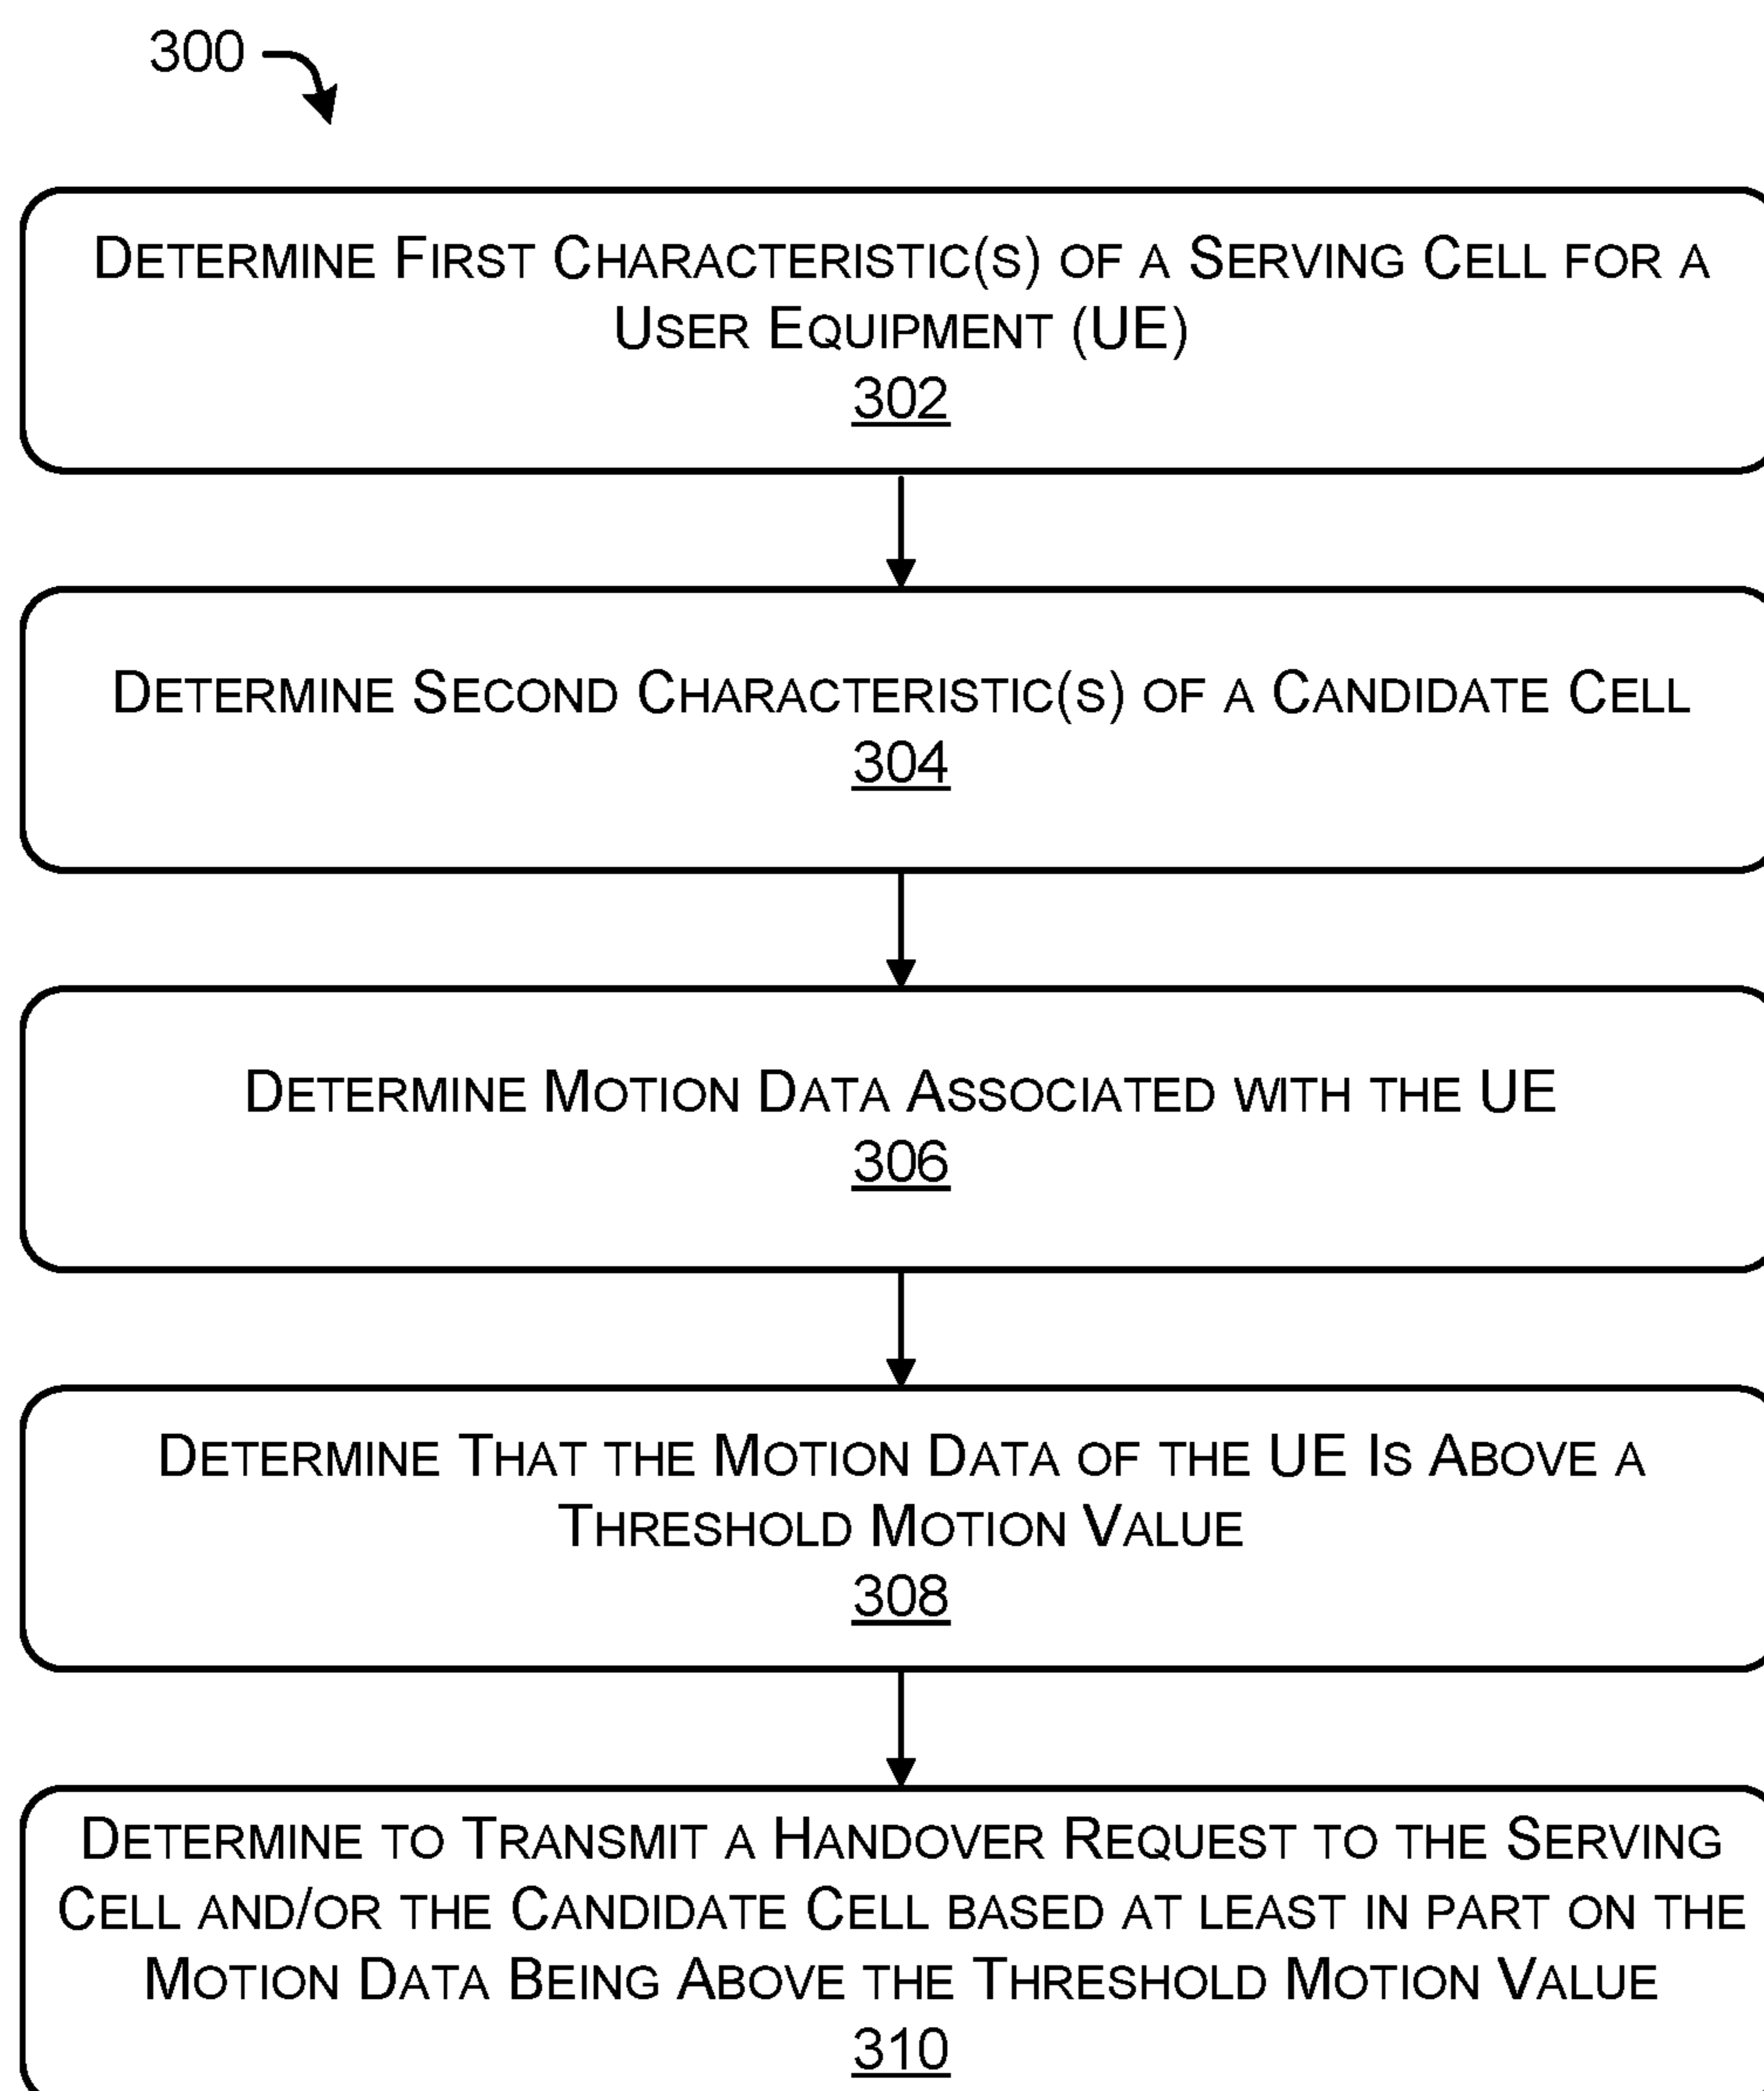 300
DETERMINE FIRST CHARACTERISTIC(S) OF A SERVING CELL FOR A
USER EQUIPMENT (UE)
302
DETERMINE SECOND CHARACTERISTIC(S) OF A CANDIDATE CELL
304
DETERMINE MOTION DATA ASSOCIATED WITH THE UE
306
DETERMINE THAT THE MOTION DATA OF THE UE IS ABOVE A
THRESHOLD MOTION VALUE
308
DETERMINE TO TRANSMIT A HANDOVER REQUEST TO THE SERVING
CELL AND/OR THE CANDIDATE CELL BASED AT LEAST IN PART ON THE
MOTION DATA BEING ABOVE THE THRESHOLD MOTION VALUE
310